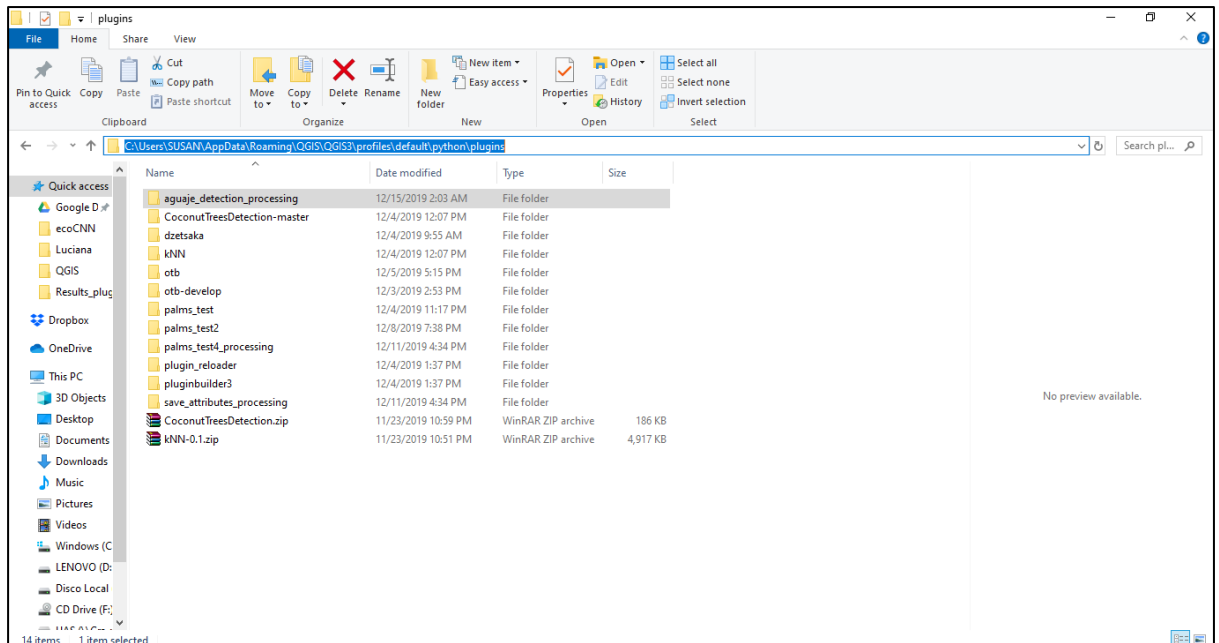 plugins
File Home Share View
Pin to Quick access Copy Paste Cut Copy path Paste shortcut Move to Copy to Delete Rename New folder New item Easy access Properties Open Edit History Select all Select none Invert selection
Clipboard Organize New Open Select
C:\Users\SUSAN\AppData\Roaming\QGIS\QGIS3\profiles\default\python\plugins Search pl...
Name Date modified Type Size
Quick access
Google D
ecoCNN
Luciana
QGIS
Results_plug
Dropbox
OneDrive
This PC
3D Objects
Desktop
Documents
Downloads
Music
Pictures
Videos
Windows (C
LENOVO (D:
Disco Local
CD Drive (F:)
aguaje_detection_processing 12/15/2019 2:03 AM File folder
CoconutTreesDetection-master 12/4/2019 12:07 PM File folder
dzetsaka 12/4/2019 9:55 AM File folder
kNN 12/4/2019 12:07 PM File folder
otb 12/5/2019 5:15 PM File folder
otb-develop 12/3/2019 2:53 PM File folder
palms_test 12/4/2019 11:17 PM File folder
palms_test2 12/8/2019 7:38 PM File folder
palms_test4_processing 12/11/2019 4:34 PM File folder
plugin_reloader 12/4/2019 1:37 PM File folder
pluginbuilder3 12/4/2019 1:37 PM File folder
save_attributes_processing 12/11/2019 4:34 PM File folder
CoconutTreesDetection.zip 11/23/2019 10:59 PM WinRAR ZIP archive 186 KB
kNN-0.1.zip 11/23/2019 10:51 PM WinRAR ZIP archive 4,917 KB
No preview available.
14 items 1 item selected